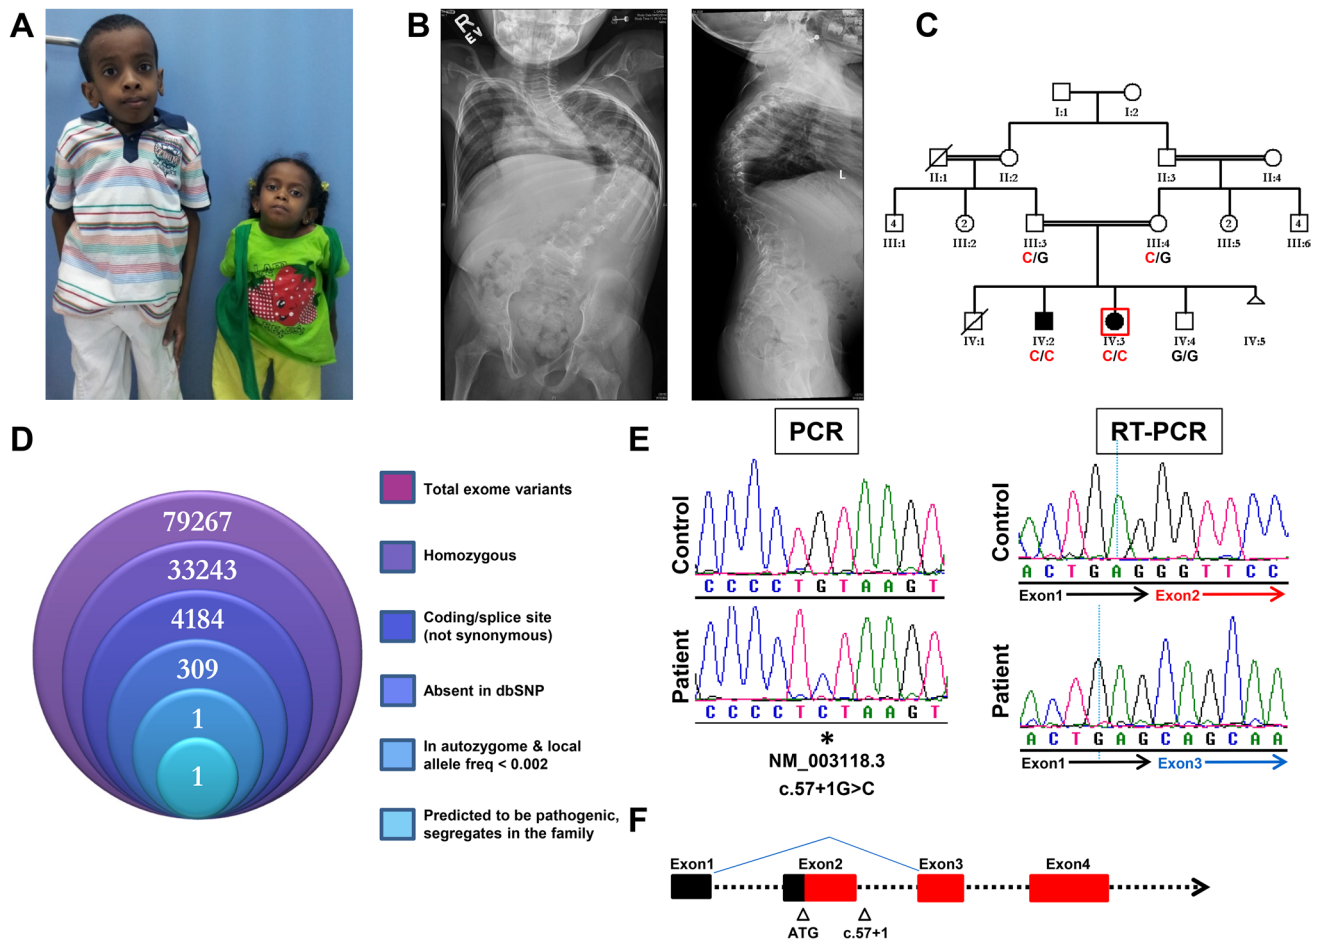 A
B
C
R
EV
L
I:1
I:2
II:1
II:2
II:3
II:4
4
2
2
4
III:1
III:2
III:3
III:4
III:5
III:6
C/G
C/G
IV:1
IV:2
IV:3
IV:4
IV:5
C/C
C/C
G/G
D
79267
33243
4184
309
1
1
Total exome variants
Homozygous
Coding/splice site
(not synonymous)
Absent in dbSNP
In autozygome & local
allele freq < 0.002
Predicted to be pathogenic,
segregates in the family
E
PCR
RT-PCR
Control
C C C C T G T A A G T
Patient
C C C C T C T A A G T
*
NM_003118.3
c.57+1G>C
Control
A C T G A G G G T T C C
Exon1
Exon2
Patient
A C T G A G C A G C A A
Exon1
Exon3
F
Exon1
Exon2
Exon3
Exon4
ATG
c.57+1